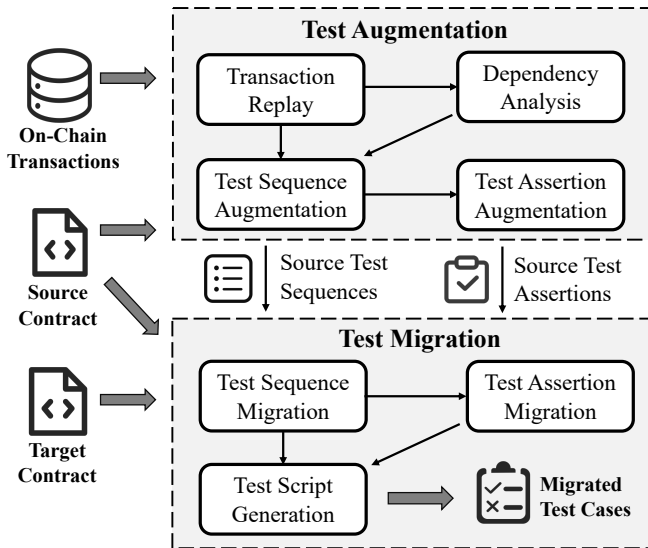 Test Augmentation
On-Chain
Transactions
Transaction
Replay
Dependency
Analysis
Test Sequence
Augmentation
Test Assertion
Augmentation
Source
Contract
Source Test
Sequences
Source Test
Assertions
Test Migration
Target
Contract
Test Sequence
Migration
Test Assertion
Migration
Test Script
Generation
Migrated
Test Cases